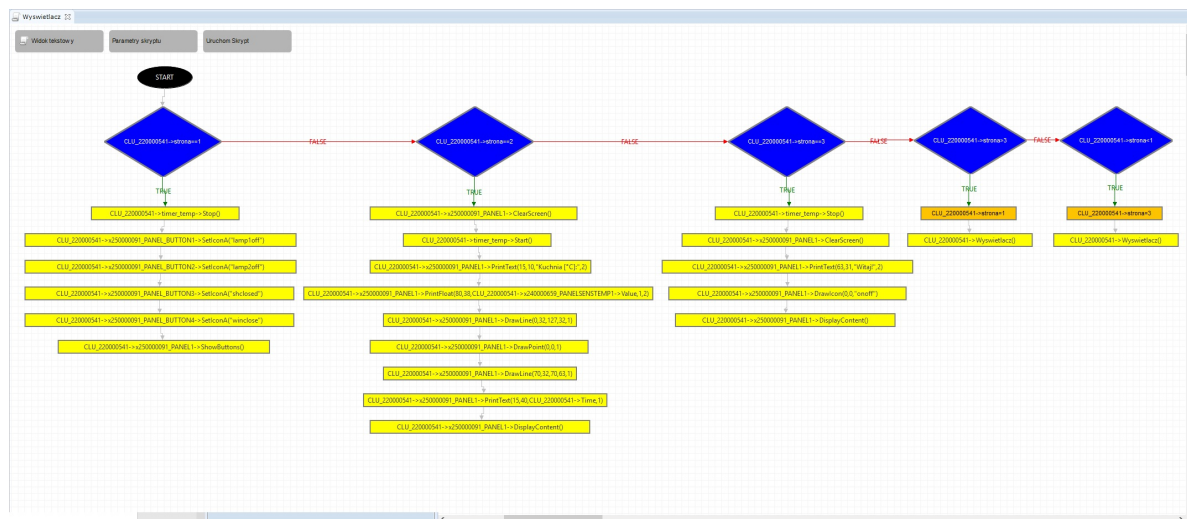 Wyswietlacz
Widok tekstowy
Parametry skryptu
Uruchom Skrypt
START
CLU_220000541->strona==1
FALSE
CLU_220000541->strona==2
FALSE
CLU_220000541->strona==3
FALSE
CLU_220000541->strona>3
FALSE
CLU_220000541->strona<1
TRUE
TRUE
TRUE
TRUE
TRUE
CLU_220000541->timer_temp->Stop()
CLU_220000541->x250000091_PANEL_BUTTON1->SetIconA("lamp1off")
CLU_220000541->x250000091_PANEL_BUTTON2->SetIconA("lamp2off")
CLU_220000541->x250000091_PANEL_BUTTON3->SetIconA("shclosed")
CLU_220000541->x250000091_PANEL_BUTTON4->SetIconA("winclose")
CLU_220000541->x250000091_PANEL1->ShowButtons()
CLU_220000541->x250000091_PANEL1->ClearScreen()
CLU_220000541->timer_temp->Start()
CLU_220000541->x250000091_PANEL1->PrintText(15,10,"Kuchnia [°C]:",2)
CLU_220000541->x250000091_PANEL1->PrintFloat(80,38,CLU_220000541->x240000659_PANELSENSTEMP1->Value,1,2)
CLU_220000541->x250000091_PANEL1->DrawLine(0,32,127,32,1)
CLU_220000541->x250000091_PANEL1->DrawPoint(0,0,1)
CLU_220000541->x250000091_PANEL1->DrawLine(70,32,70,63,1)
CLU_220000541->x250000091_PANEL1->PrintText(15,40,CLU_220000541->Time,1)
CLU_220000541->x250000091_PANEL1->DisplayContent()
CLU_220000541->timer_temp->Stop()
CLU_220000541->x250000091_PANEL1->ClearScreen()
CLU_220000541->x250000091_PANEL1->PrintText(63,31,"Witaj",2)
CLU_220000541->x250000091_PANEL1->DrawIcon(0,0,"onoff")
CLU_220000541->x250000091_PANEL1->DisplayContent()
CLU_220000541->strona=1
CLU_220000541->Wyswietlacz()
CLU_220000541->strona=3
CLU_220000541->Wyswietlacz()